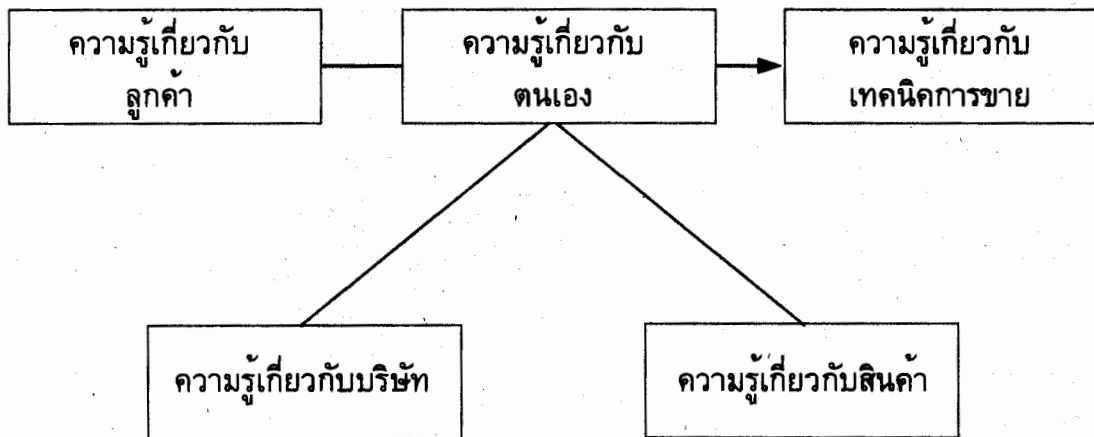 ความรู้เกี่ยวกับ
ลูกค้า
ความรู้เกี่ยวกับ
ตนเอง
ความรู้เกี่ยวกับ
เทคนิคการขาย
ความรู้เกี่ยวกับบริษัท
ความรู้เกี่ยวกับสินค้า